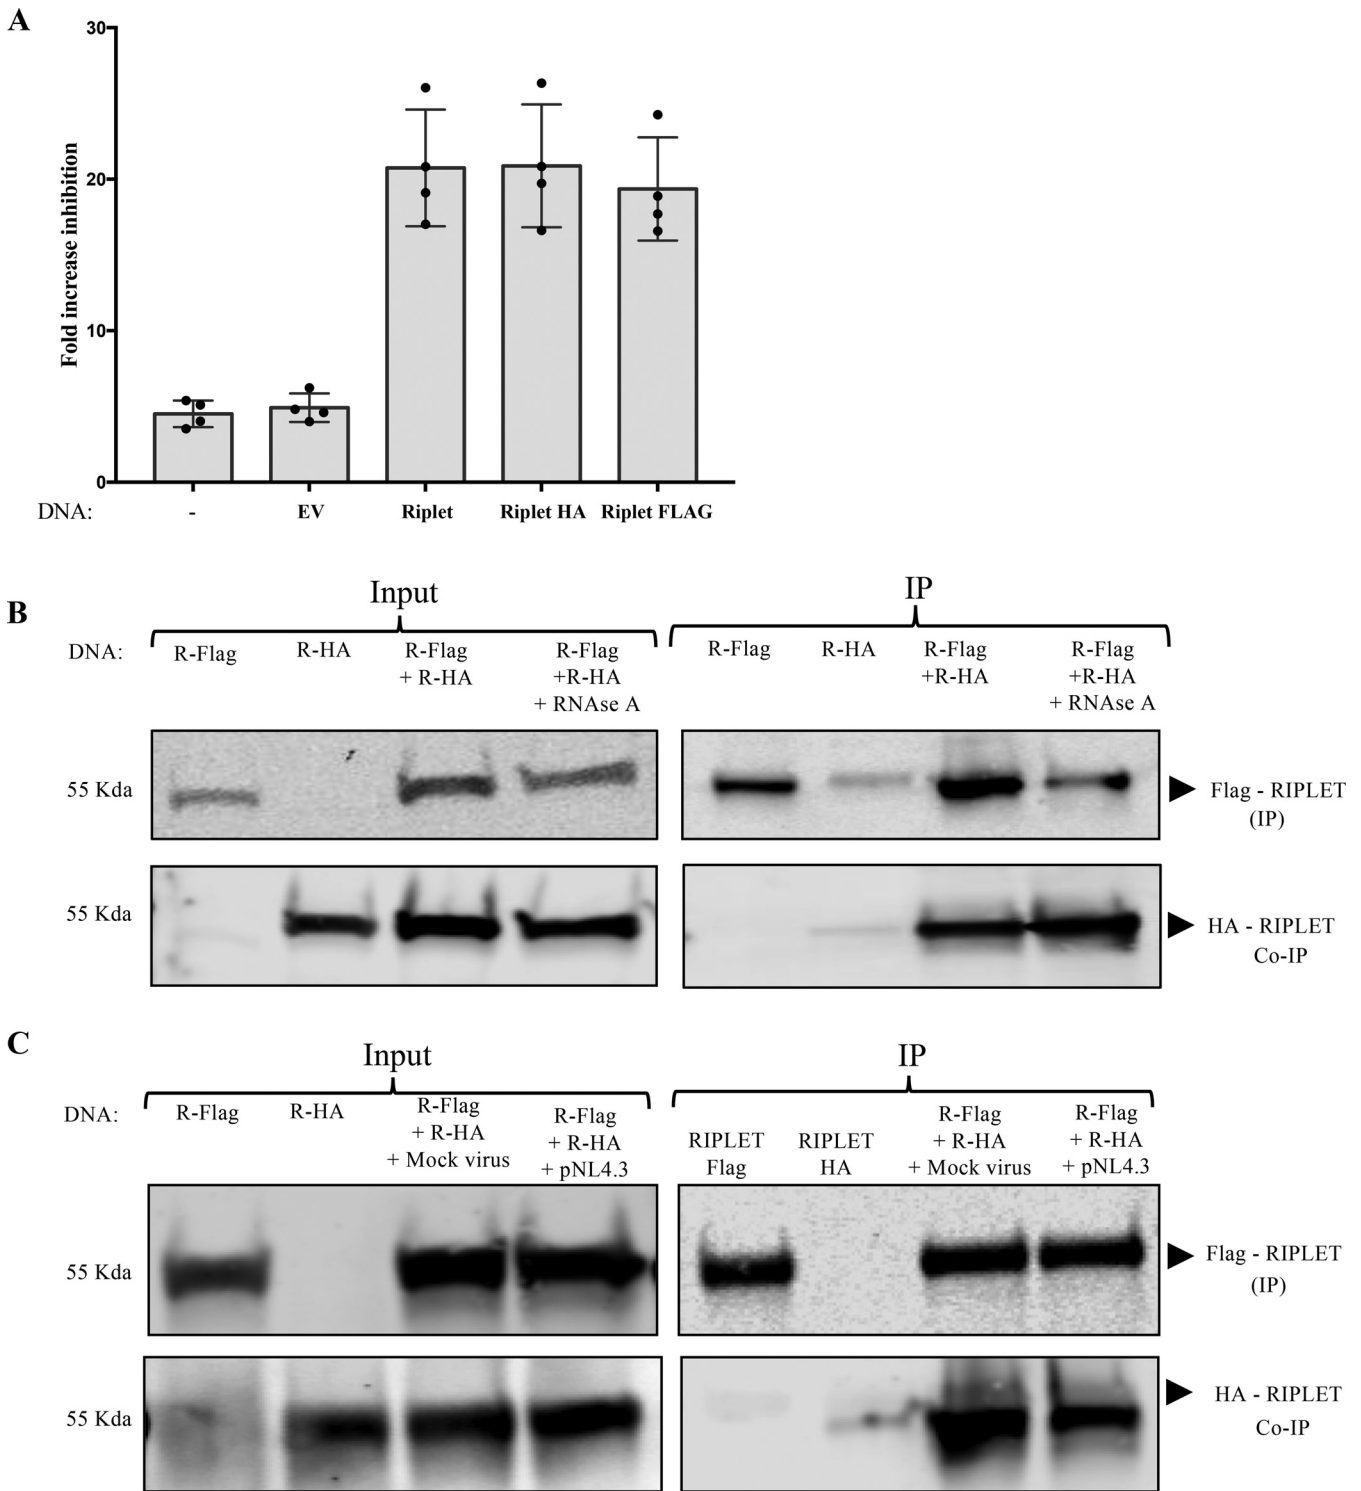 A
30
20
10
0
Fold increase inhibition
DNA:
-
EV
Riplet
Riplet HA
Riplet FLAG
B
Input
IP
DNA:
R-Flag
R-HA
R-Flag
+ R-HA
R-Flag
+R-HA
+ RNAse A
R-Flag
R-HA
R-Flag
+R-HA
R-Flag
+R-HA
+ RNAse A
55 Kda
Flag - RIPLET
(IP)
55 Kda
HA - RIPLET
Co-IP
C
Input
IP
DNA:
R-Flag
R-HA
R-Flag
+ R-HA
+ Mock virus
R-Flag
+ R-HA
+ pNL4.3
RIPLET
Flag
RIPLET
HA
R-Flag
+ R-HA
+ Mock virus
R-Flag
+ R-HA
+ pNL4.3
55 Kda
Flag - RIPLET
(IP)
55 Kda
HA - RIPLET
Co-IP